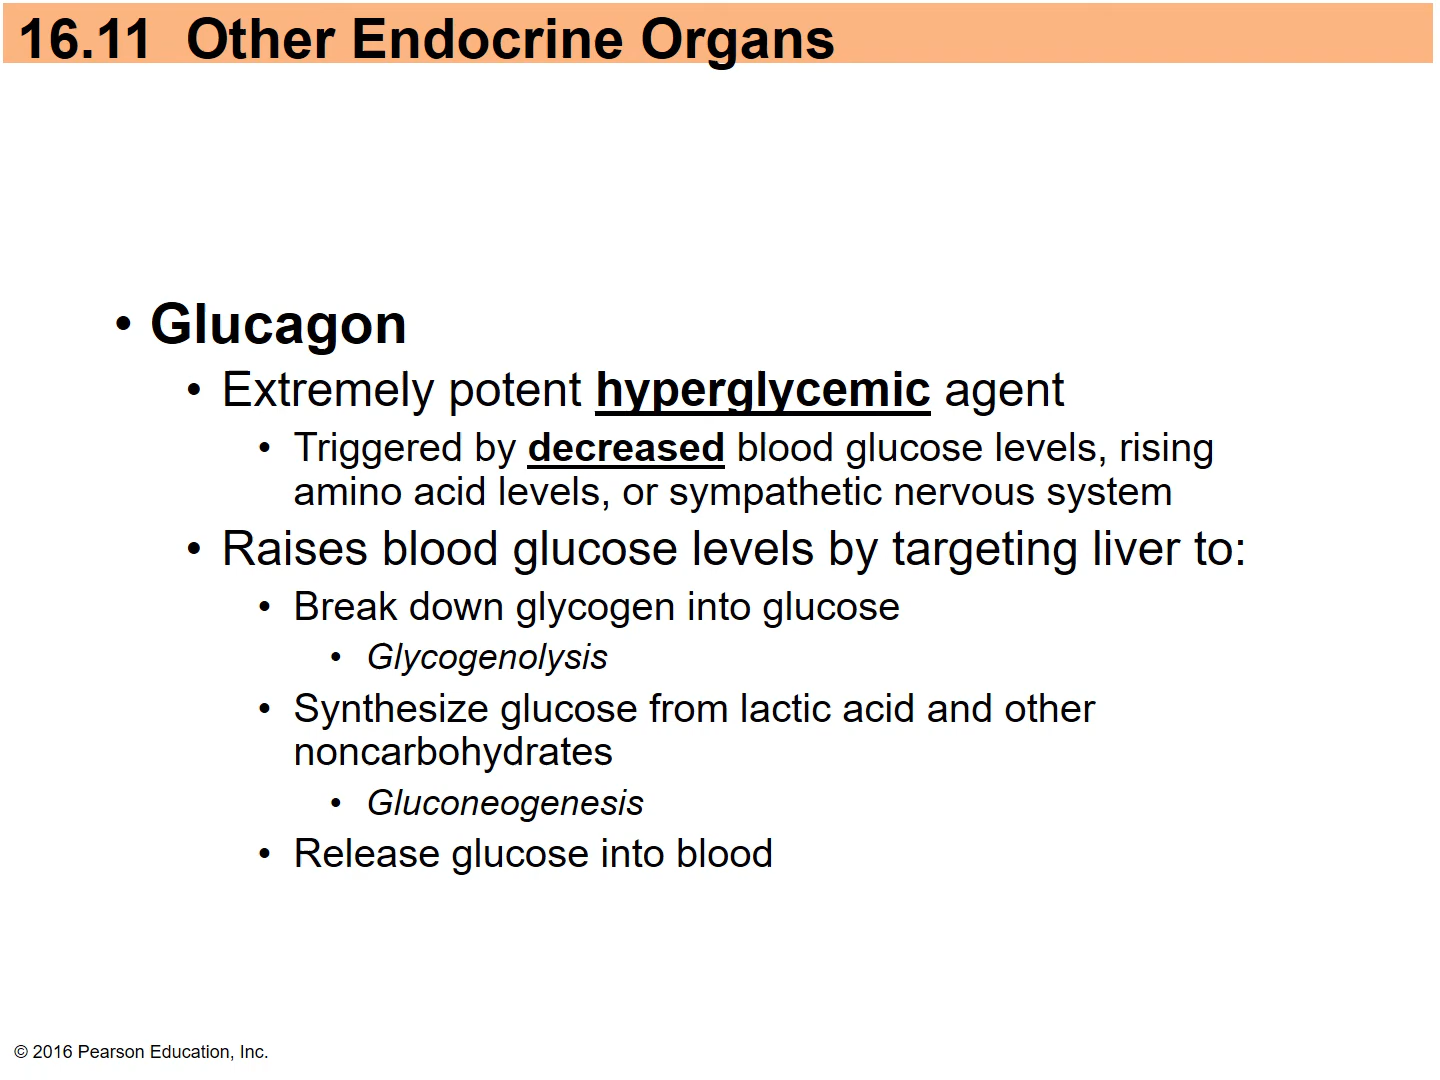 16.11 Other Endocrine Organs
• Glucagon
• Extremely potent hyperglycemic agent
• Triggered by decreased blood glucose levels, rising
amino acid levels, or sympathetic nervous system
• Raises blood glucose levels by targeting liver to:
• Break down glycogen into glucose
• Glycogenolysis
• Synthesize glucose from lactic acid and other
noncarbohydrates
• Gluconeogenesis
• Release glucose into blood
© 2016 Pearson Education, Inc.